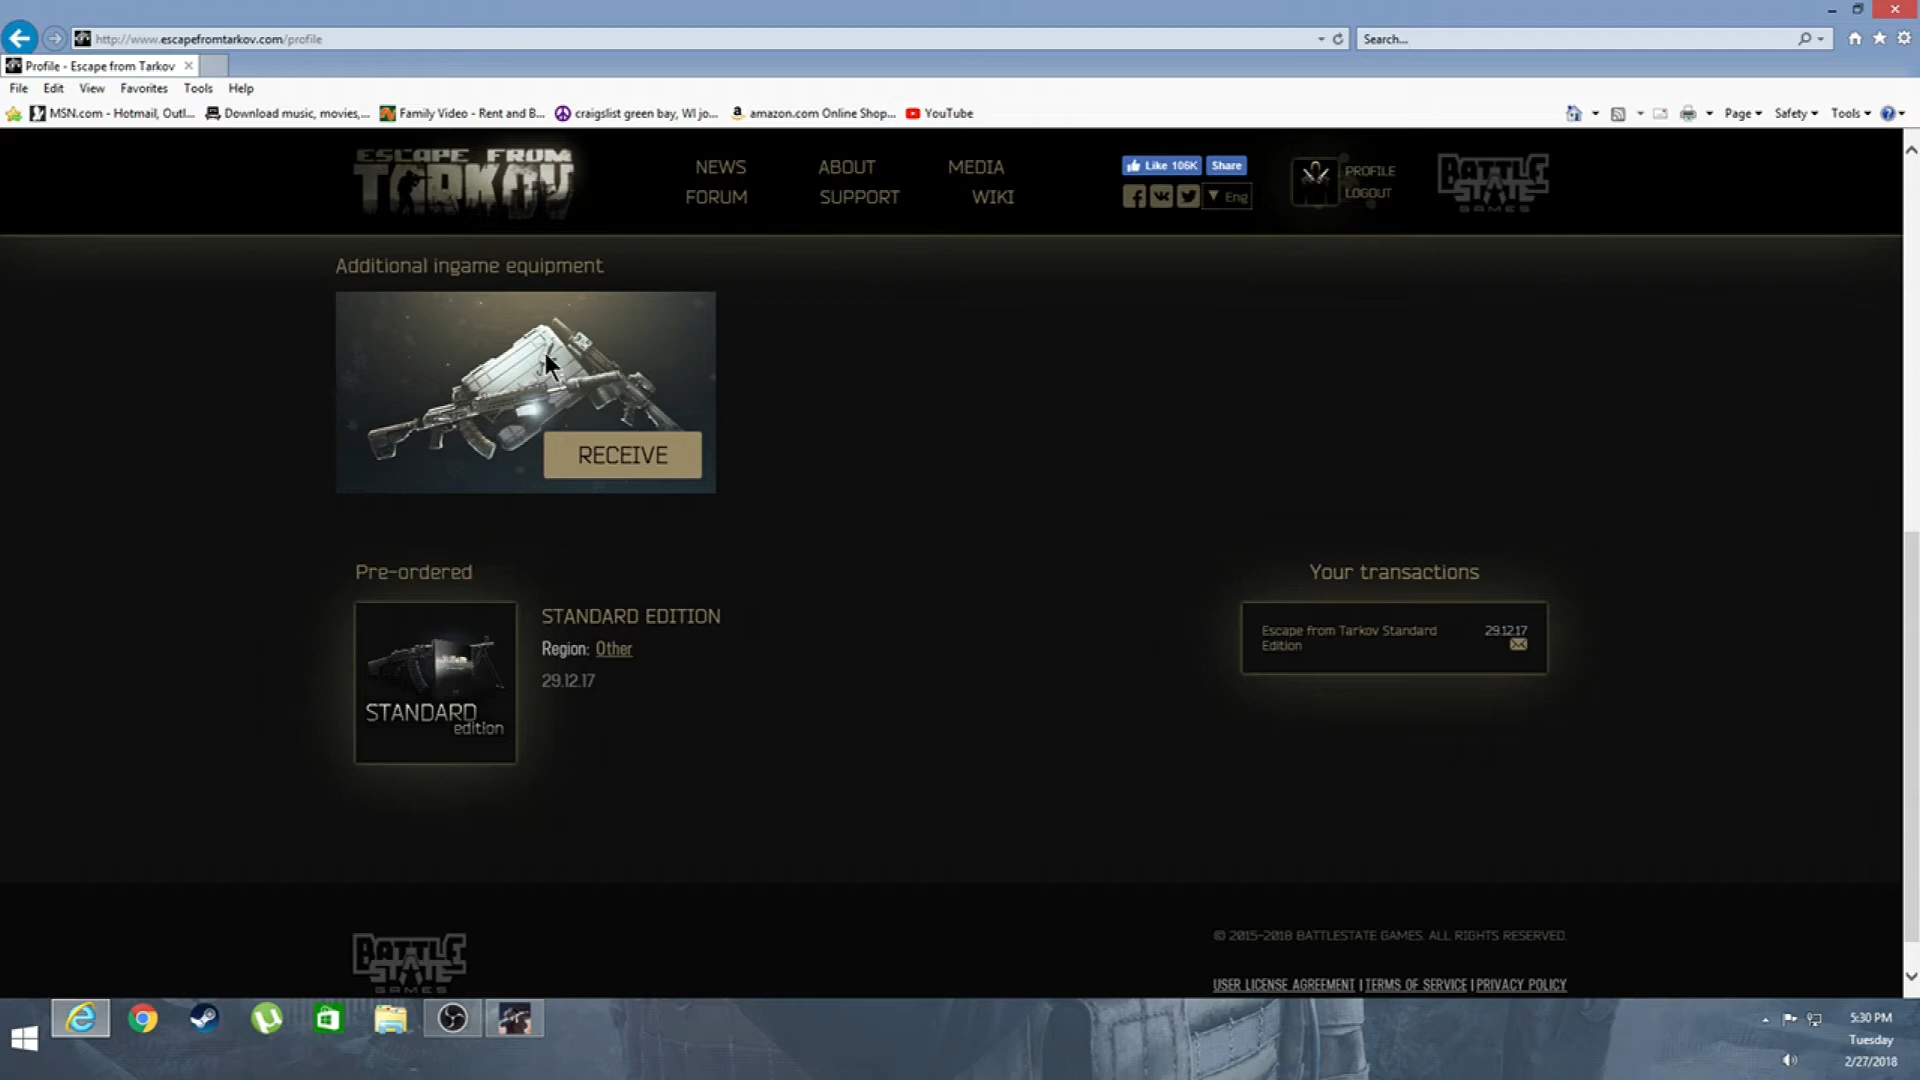 http://www.escapefromtarkov.com/profile
Search...
Profile - Escape from Tarkov
File Edit View Favorites Tools Help
MSN.com - Hotmail, Outl... Download music, movies,... Family Video - Rent and B... craigslist green bay, WI jo... amazon.com Online Shop... YouTube
Page Safety Tools
ESCAPE FROM
TARKOV
NEWS ABOUT MEDIA
FORUM SUPPORT WIKI
Like 106K Share
Eng
PROFILE
LOGOUT
BATTLE
STATE
GAMES
Additional ingame equipment
RECEIVE
Pre-ordered
STANDARD
edition
STANDARD EDITION
Region: Other
29.12.17
Your transactions
Escape from Tarkov Standard
Edition
29.12.17
BATTLE
STATE
GAMES
© 2015-2018 BATTLESTATE GAMES. ALL RIGHTS RESERVED.
USER LICENSE AGREEMENT | TERMS OF SERVICE | PRIVACY POLICY
5:30 PM
Tuesday
2/27/2018